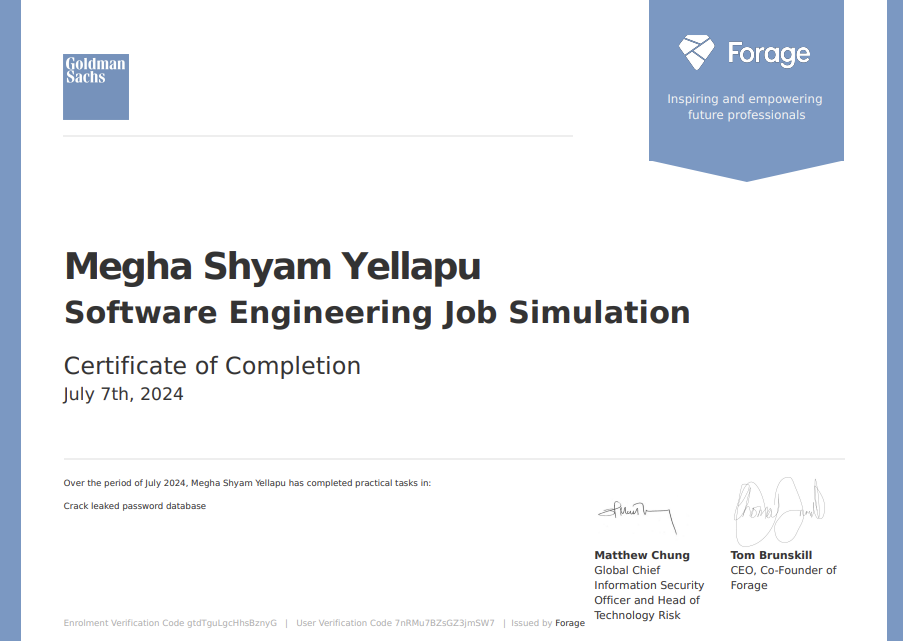 Goldman
Sachs
Forage
Inspiring and empowering
future professionals
Megha Shyam Yellapu
Software Engineering Job Simulation
Certificate of Completion
July 7th, 2024
Over the period of July 2024, Megha Shyam Yellapu has completed practical tasks in:
Crack leaked password database
Matthew Chung
Global Chief
Information Security
Officer and Head of
Technology Risk
Tom Brunskill
CEO, Co-Founder of
Forage
Enrolment Verification Code gtdTguLgcHhsBznyG | User Verification Code 7nRMu7BZsGZ3jmSW7 | Issued by Forage